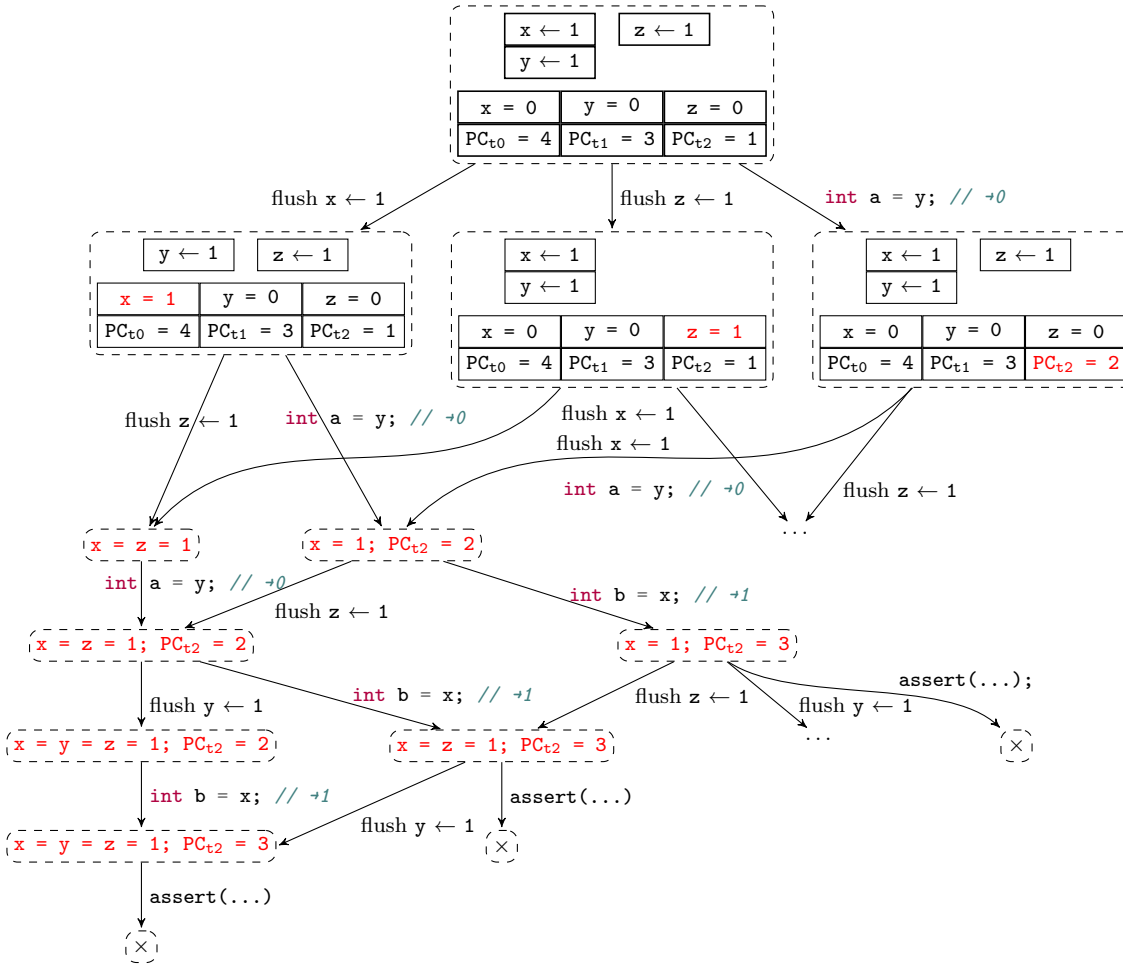 x ← 1 z ← 1
y ← 1
x = 0 y = 0 z = 0
PCt0 = 4 PCt1 = 3 PCt2 = 1
flush x ← 1 flush z ← 1 int a = y; // →0
y ← 1 z ← 1
x = 1 y = 0 z = 0
PCt0 = 4 PCt1 = 3 PCt2 = 1
x ← 1
y ← 1
x = 0 y = 0 z = 1
PCt0 = 4 PCt1 = 3 PCt2 = 1
x ← 1 z ← 1
y ← 1
x = 0 y = 0 z = 0
PCt0 = 4 PCt1 = 3 PCt2 = 2
flush z ← 1 int a = y; // →0 flush x ← 1
flush x ← 1
int a = y; // →0 flush z ← 1
x = z = 1 x = 1; PCt2 = 2 ...
int a = y; // →0 flush z ← 1 int b = x; // →1
x = z = 1; PCt2 = 2 x = 1; PCt2 = 3
flush y ← 1 int b = x; // →1 flush z ← 1 flush y ← 1 assert(...);
x = y = z = 1; PCt2 = 2 x = z = 1; PCt2 = 3 ... ×
int b = x; // →1 flush y ← 1 assert(...)
x = y = z = 1; PCt2 = 3 ×
assert(...)
×